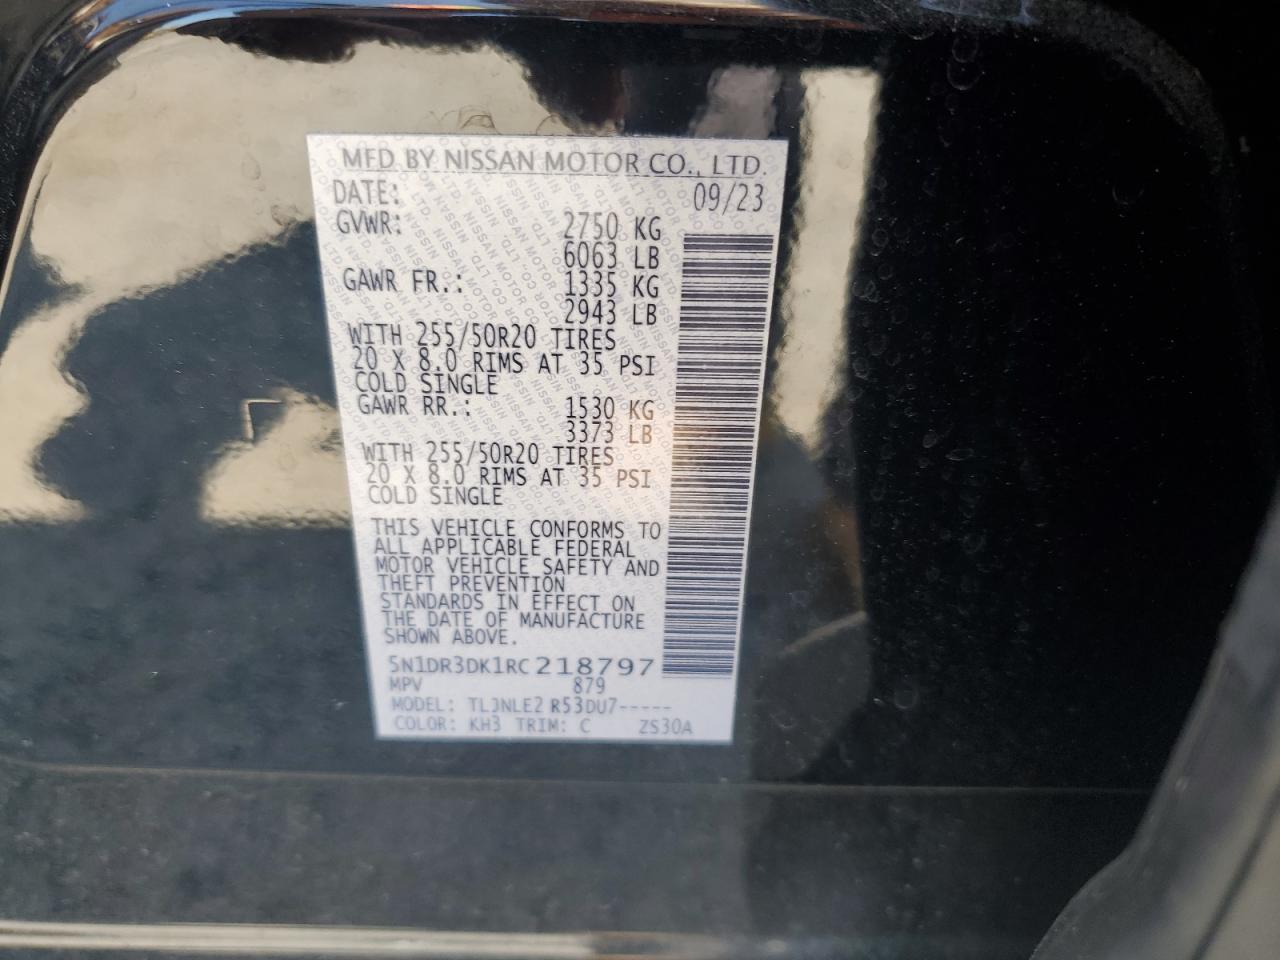 MFD. BY NISSAN MOTOR CO., LTD.
DATE: 09/23
GVWR: 2750 KG
6063 LB
GAWR FR.: 1335 KG
2943 LB
WITH 255/50R20 TIRES
20 X 8.0 RIMS AT 35 PSI
COLD SINGLE
GAWR RR.: 1530 KG
3373 LB
WITH 255/50R20 TIRES
20 X 8.0 RIMS AT 35 PSI
COLD SINGLE
THIS VEHICLE CONFORMS TO
ALL APPLICABLE FEDERAL
MOTOR VEHICLE SAFETY AND
THEFT PREVENTION
STANDARDS IN EFFECT ON
THE DATE OF MANUFACTURE
SHOWN ABOVE.
5N1DR3DK1RC218797
MPV 879
MODEL: TLJNLE2 R53DU7-----
COLOR: KH3 TRIM: C ZS30A